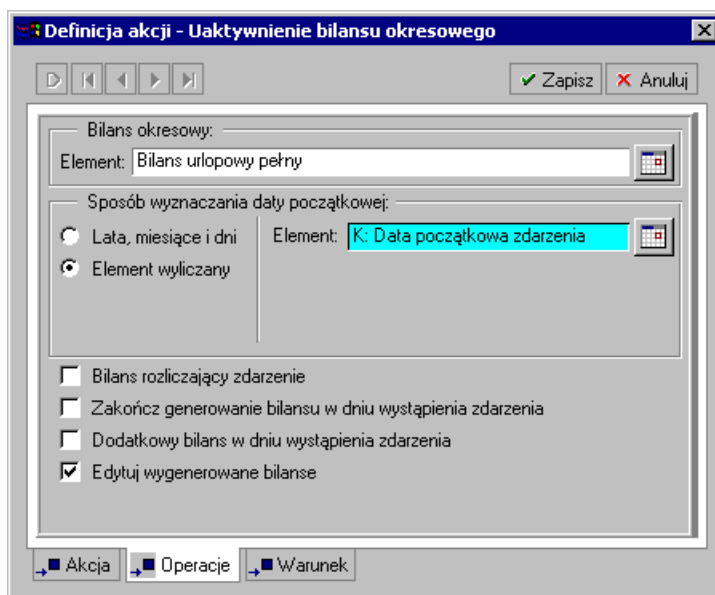 Definicja akcji - Uaktywnienie bilansu okresowego
Zapisz Anuluj
Bilans okresowy:
Element: Bilans urlopowy pełny
Sposób wyznaczania daty początkowej:
Lata, miesiące i dni Element: K: Data początkowa zdarzenia
Element wyliczany
Bilans rozliczający zdarzenie
Zakończ generowanie bilansu w dniu wystąpienia zdarzenia
Dodatkowy bilans w dniu wystąpienia zdarzenia
Edytuj wygenerowane bilanse
Akcja Operacje Warunek